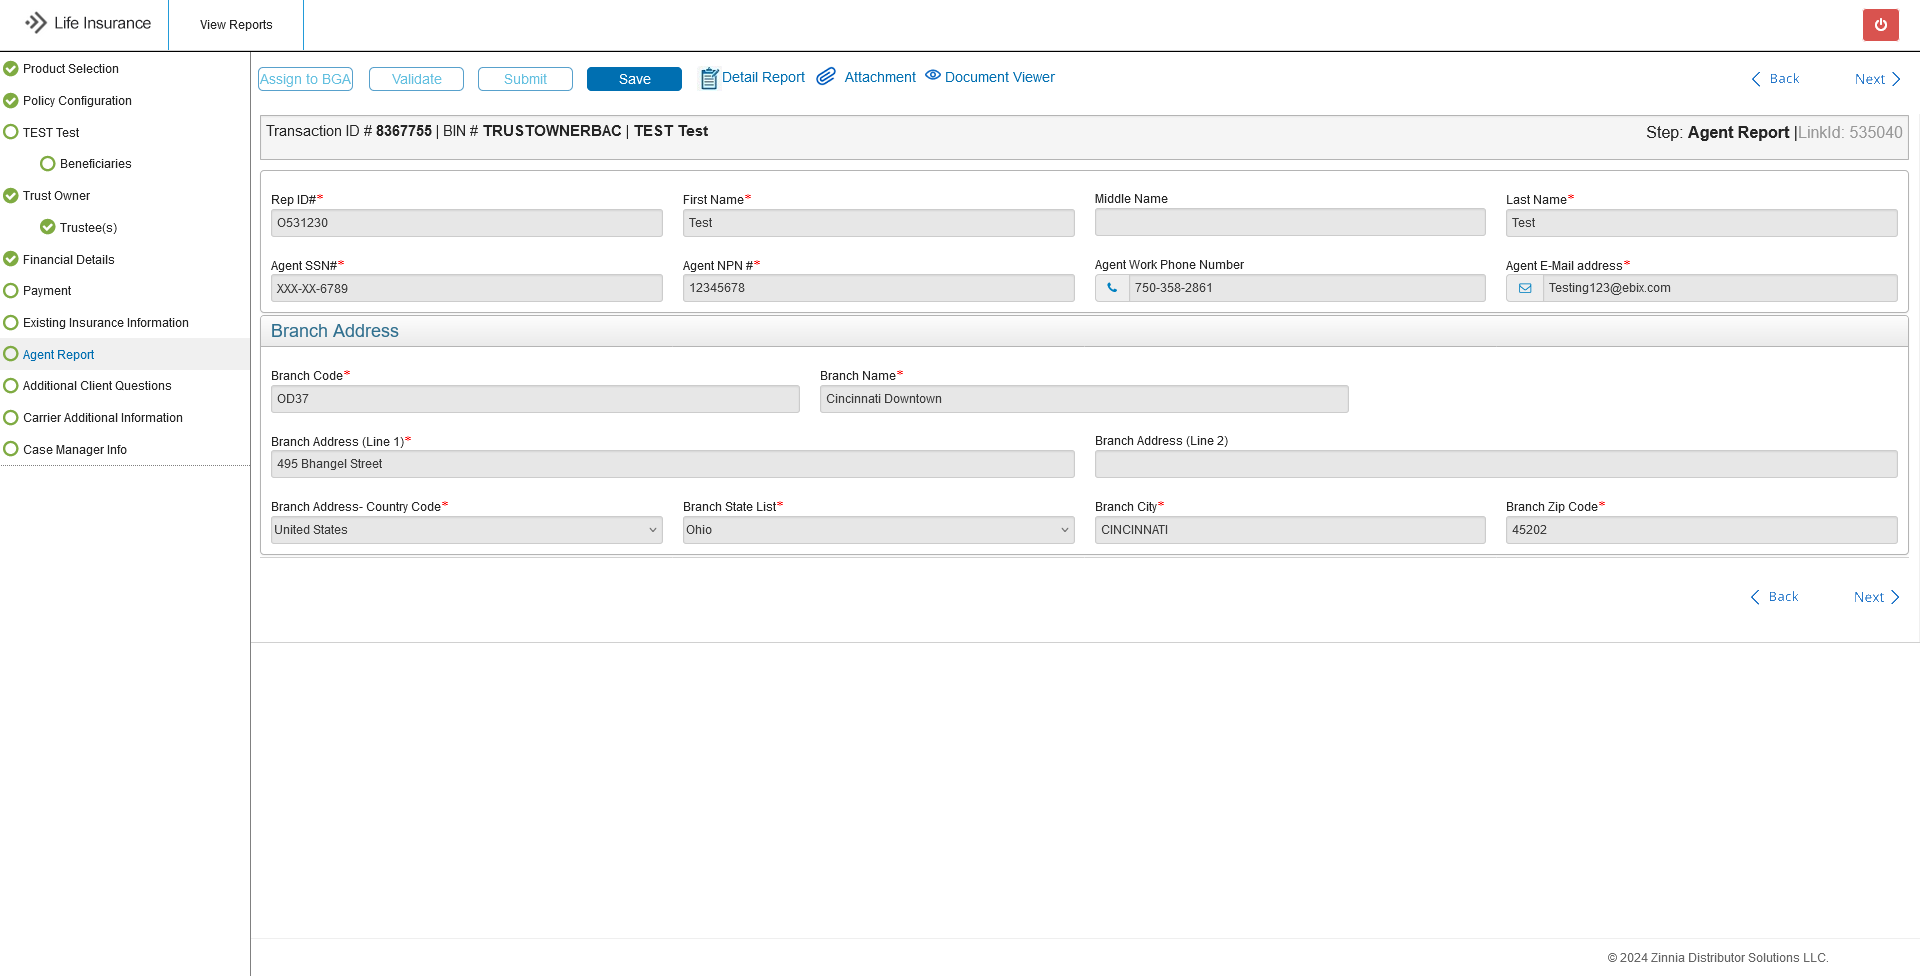 Life Insurance
View Reports
Product Selection
Policy Configuration
TEST Test
Beneficiaries
Trust Owner
Trustee(s)
Financial Details
Payment
Existing Insurance Information
Agent Report
Additional Client Questions
Carrier Additional Information
Case Manager Info
Assign to BGA Validate Submit Save Detail Report Attachment Document Viewer Back Next
Transaction ID # 8367755 | BIN # TRUSTOWNERBAC | TEST Test
Step: Agent Report |LinkId: 535040
Rep ID#* First Name* Middle Name Last Name*
O531230 Test Test
Agent SSN#* Agent NPN #* Agent Work Phone Number Agent E-Mail address*
XXX-XX-6789 12345678 750-358-2861 Testing123@ebix.com
Branch Address
Branch Code* Branch Name*
OD37 Cincinnati Downtown
Branch Address (Line 1)* Branch Address (Line 2)
495 Bhangel Street
Branch Address- Country Code* Branch State List* Branch City* Branch Zip Code*
United States Ohio CINCINNATI 45202
Back Next
© 2024 Zinnia Distributor Solutions LLC.